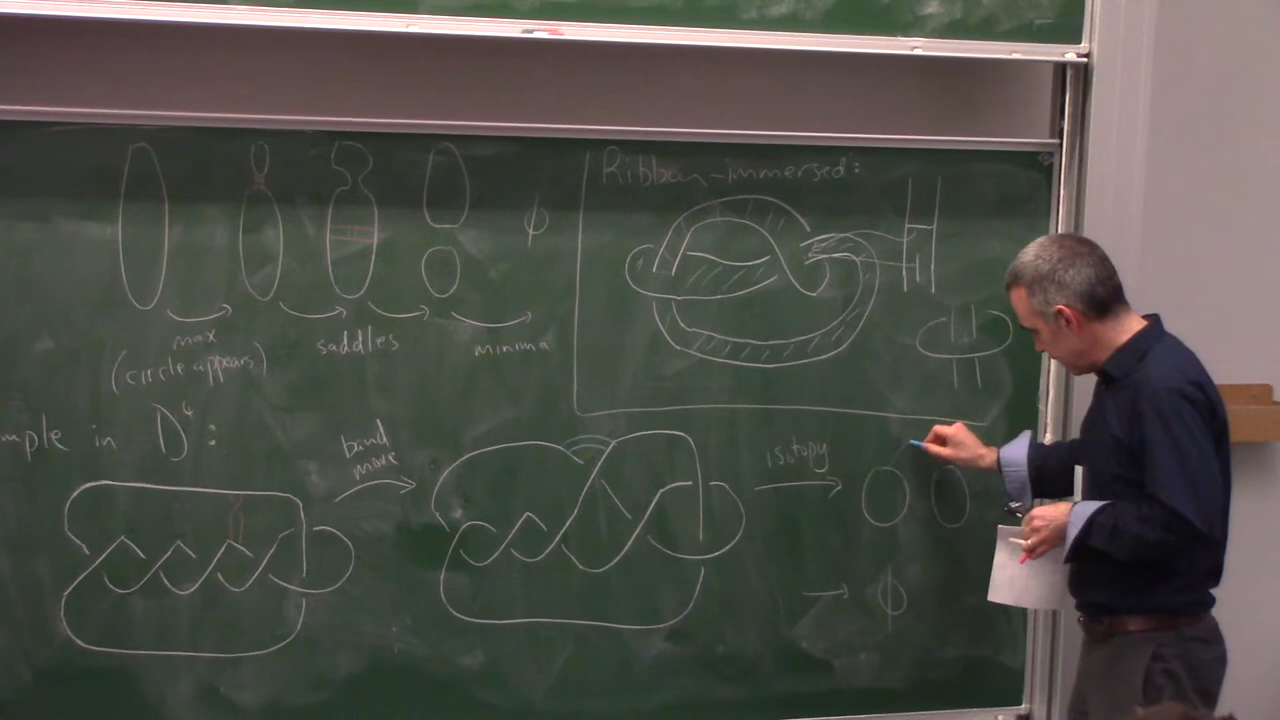 Ribbon-immersed:
ϕ
max
(circle appears)
saddles
minima
mple in D⁴:
band
move
isotopy
→ ϕ